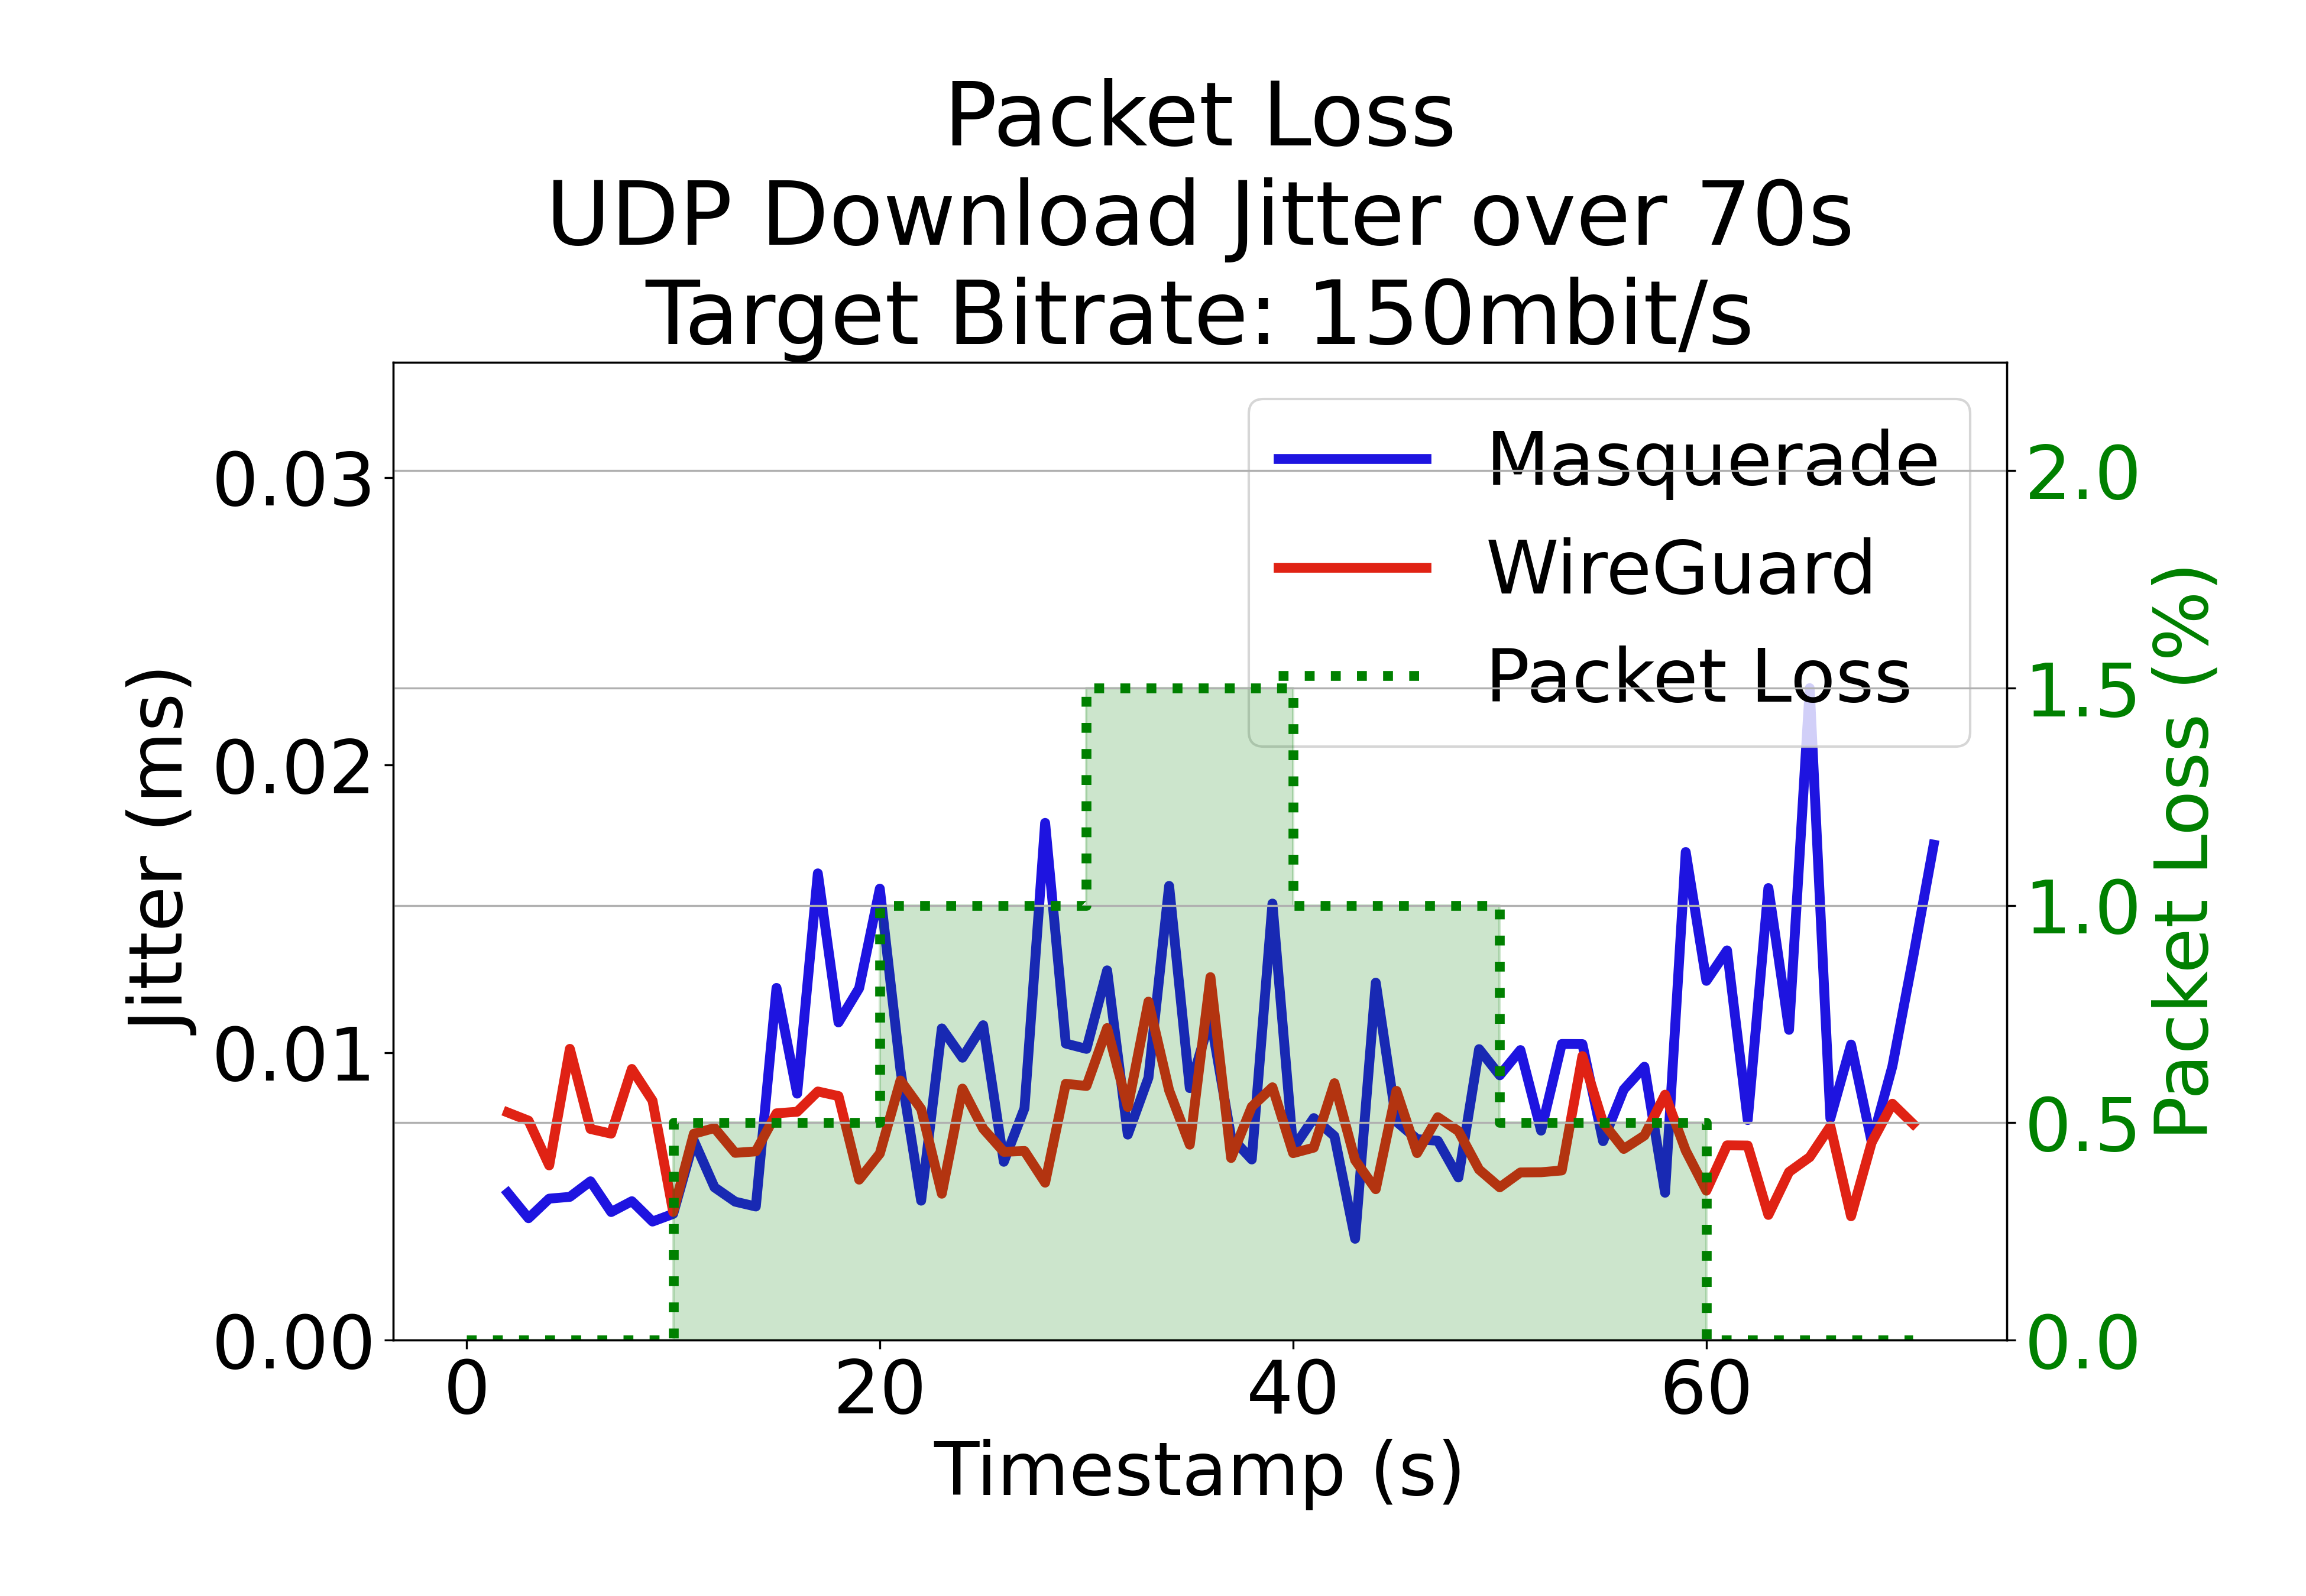 Packet Loss
UDP Download Jitter over 70s
Target Bitrate: 150mbit/s
Jitter (ms)
0.03
0.02
0.01
0.00
Masquerade
WireGuard
Packet Loss
2.0
1.5
1.0
0.5
0.0
Packet Loss (%)
0 20 40 60
Timestamp (s)